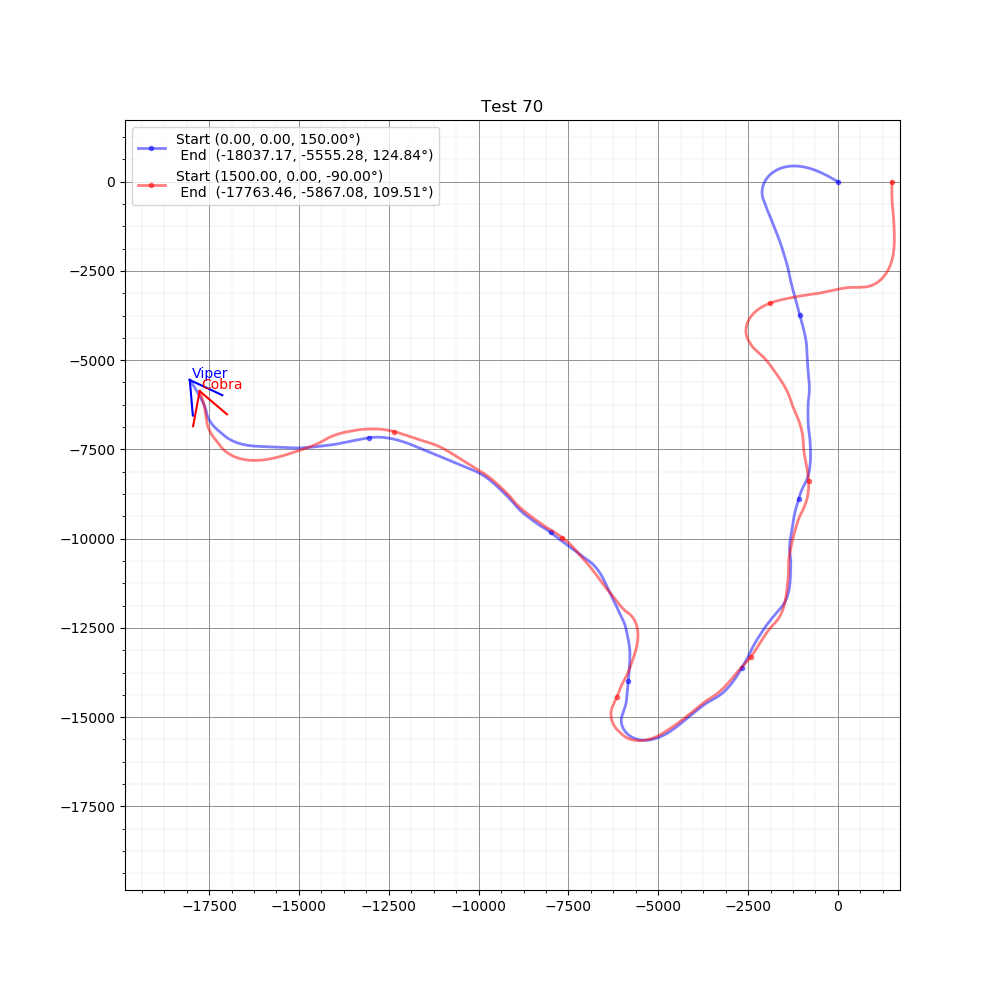 Test 70
Start (0.00, 0.00, 150.00°)
End (-18037.17, -5555.28, 124.84°)
Start (1500.00, 0.00, -90.00°)
End (-17763.46, -5867.08, 109.51°)
0
−2500
−5000
−7500
−10000
−12500
−15000
−17500
Viper
Cobra
−17500 −15000 −12500 −10000 −7500 −5000 −2500 0